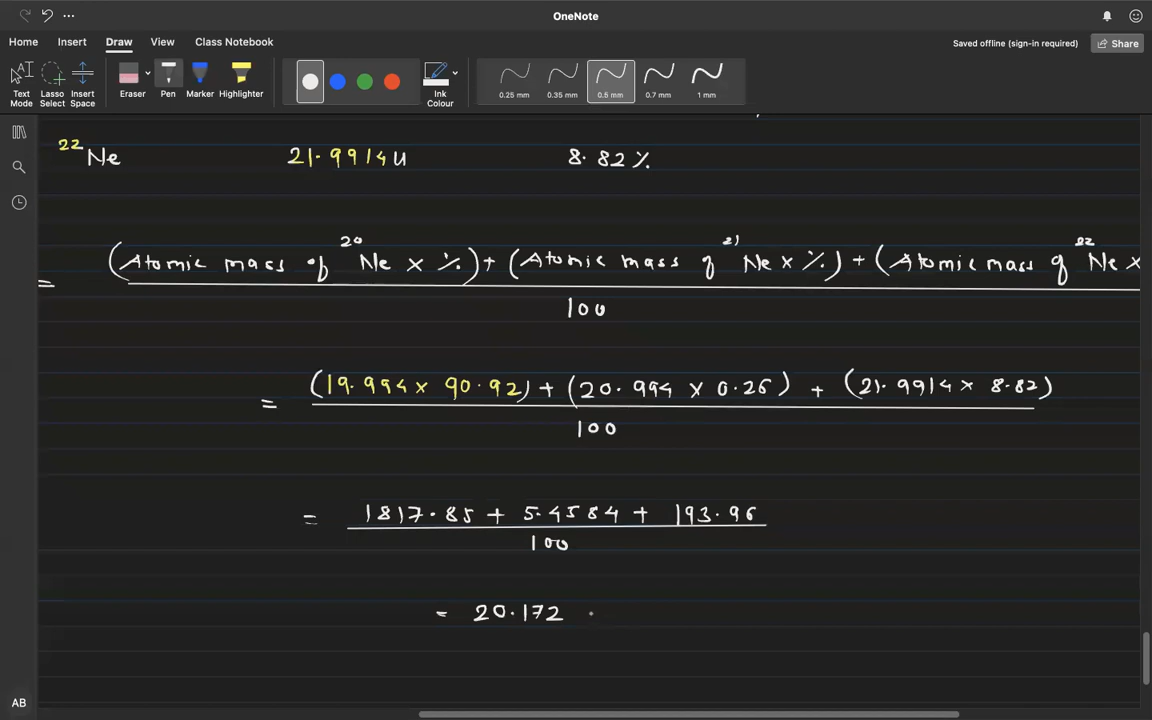 OneNote
Home Insert Draw View Class Notebook
Saved offline (sign-in required) Share
Text Mode
Lasso Select
Insert Space
Eraser
Pen
Marker
Highlighter
Ink Colour
0.25 mm
0.35 mm
0.5 mm
0.7 mm
1 mm
22Ne 21.9914u 8.82%
= (Atomic mass of 20Ne × %) + (Atomic mass of 21Ne × %) + (Atomic mass of 22Ne ×
100
= (19.994 × 90.92) + (20.994 × 0.26) + (21.9914 × 8.82)
100
= 1817.85 + 5.4584 + 193.96
100
= 20.172
AB